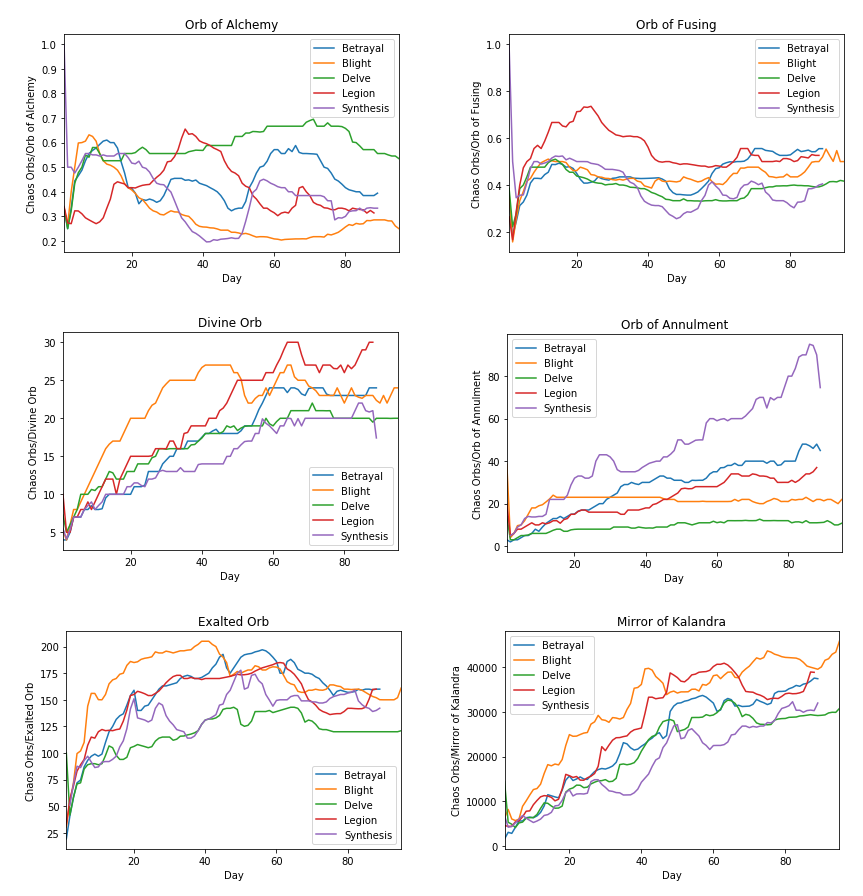 Orb of Alchemy
Chaos Orbs/Orb of Alchemy
1.0
0.9
0.8
0.7
0.6
0.5
0.4
0.3
0.2
Betrayal
Blight
Delve
Legion
Synthesis
20 40 60 80
Day
Orb of Fusing
Chaos Orbs/Orb of Fusing
1.0
0.8
0.6
0.4
0.2
Betrayal
Blight
Delve
Legion
Synthesis
20 40 60 80
Day
Divine Orb
Chaos Orbs/Divine Orb
30
25
20
15
10
5
Betrayal
Blight
Delve
Legion
Synthesis
20 40 60 80
Day
Orb of Annulment
Chaos Orbs/Orb of Annulment
80
60
40
20
0
Betrayal
Blight
Delve
Legion
Synthesis
20 40 60 80
Day
Exalted Orb
Chaos Orbs/Exalted Orb
200
175
150
125
100
75
50
25
Betrayal
Blight
Delve
Legion
Synthesis
20 40 60 80
Day
Mirror of Kalandra
Chaos Orbs/Mirror of Kalandra
40000
30000
20000
10000
0
Betrayal
Blight
Delve
Legion
Synthesis
20 40 60 80
Day